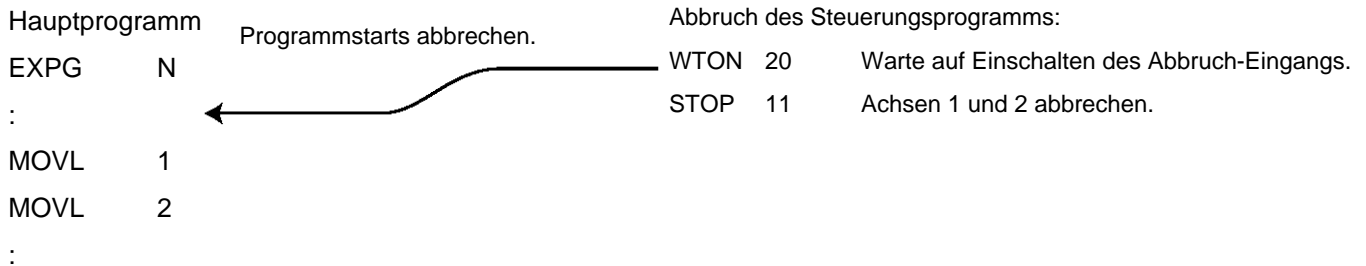 Hauptprogramm
EXPG N
:
MOVL 1
MOVL 2
:
Programmstarts abbrechen.
Abbruch des Steuerungsprogramms:
WTON 20 Warte auf Einschalten des Abbruch-Eingangs.
STOP 11 Achsen 1 und 2 abbrechen.